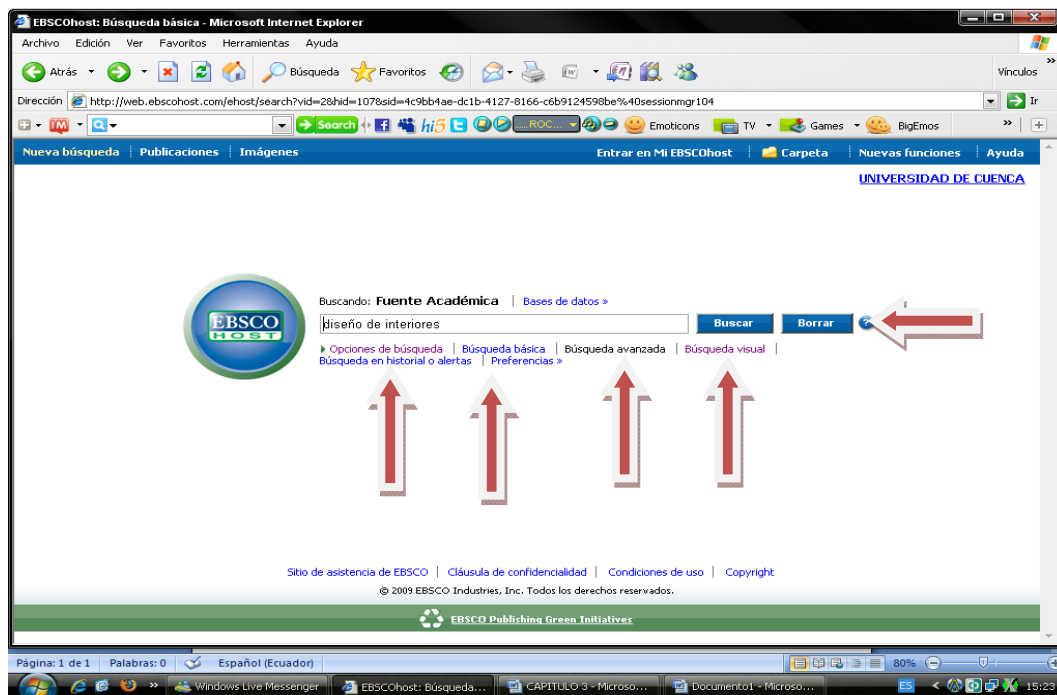 EBSCOhost: Búsqueda básica - Microsoft Internet Explorer
Archivo Edición Ver Favoritos Herramientas Ayuda
Atrás Búsqueda Favoritos Vínculos
Dirección http://web.ebscohost.com/ehost/search?vid=2&hid=107&sid=4c9bb4ae-dc1b-4127-8166-c6b9124598be%40sessionmgr104 Ir
Search hi5 ROC... Emoticons TV Games BigEmos
Nueva búsqueda Publicaciones Imágenes Entrar en Mi EBSCOhost Carpeta Nuevas funciones Ayuda
UNIVERSIDAD DE CUENCA
Buscando: Fuente Académica Bases de datos »
EBSCO
HOST
diseño de interiores Buscar Borrar ?
Opciones de búsqueda Búsqueda básica Búsqueda avanzada Búsqueda visual
Búsqueda en historial o alertas Preferencias »
Sitio de asistencia de EBSCO Cláusula de confidencialidad Condiciones de uso Copyright
© 2009 EBSCO Industries, Inc. Todos los derechos reservados.
EBSCO Publishing Green Initiatives
Página: 1 de 1 Palabras: 0 Español (Ecuador) 80%
Windows Live Messenger EBSCOhost: Búsqueda... CAPITULO 3 - Microso... Documento1 - Microso... ES 15:23